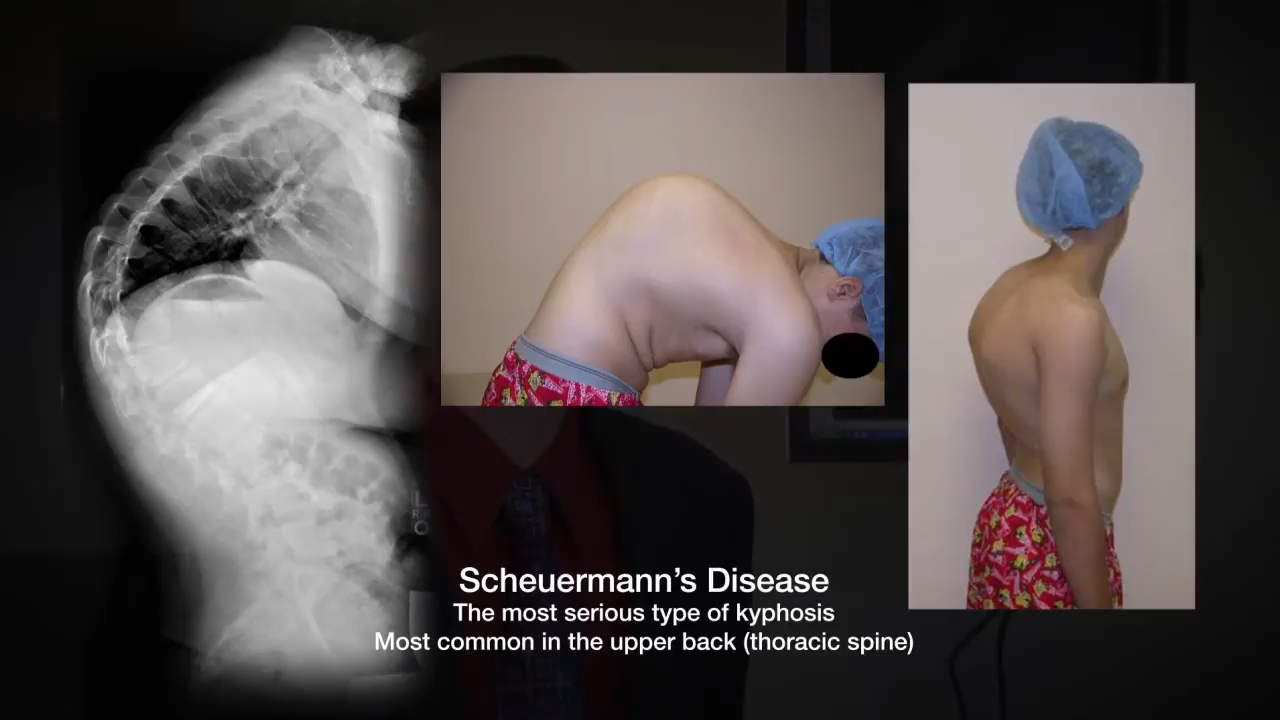 Scheuermann's Disease
The most serious type of kyphosis
Most common in the upper back (thoracic spine)